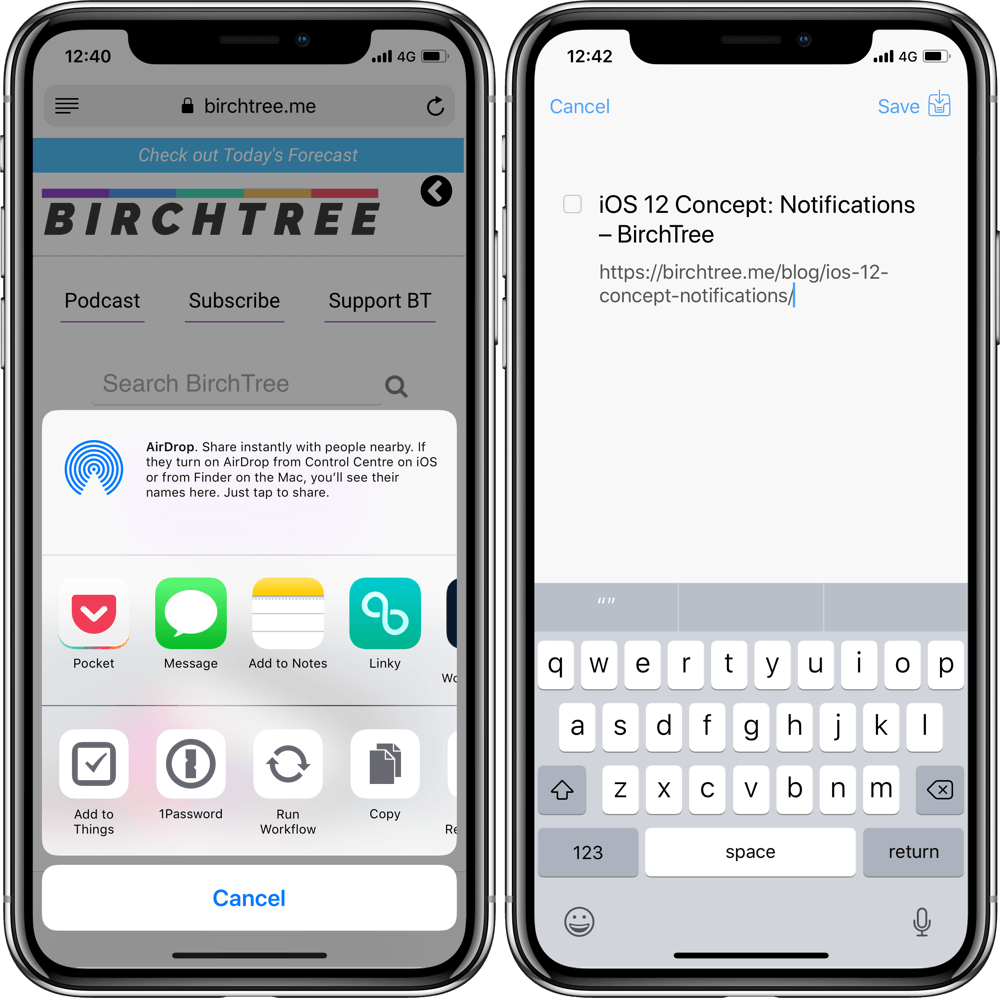 12:40
4G
birchtree.me
Check out Today's Forecast
BIRCHTREE
Podcast
Subscribe
Support BT
Search BirchTree
AirDrop. Share instantly with people nearby. If
they turn on AirDrop from Control Centre on iOS
or from Finder on the Mac, you'll see their
names here. Just tap to share.
Pocket
Message
Add to Notes
Linky
Wo
Add to
Things
1Password
Run
Workflow
Copy
Re
Cancel
12:42
4G
Cancel
Save
iOS 12 Concept: Notifications
– BirchTree
https://birchtree.me/blog/ios-12-
concept-notifications/
""
q w e r t y u i o p
a s d f g h j k l
z x c v b n m
123
space
return